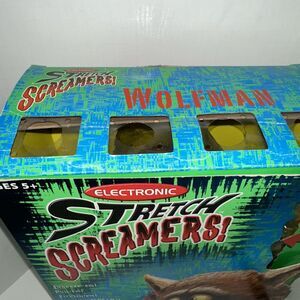 STRETCH
SCREAMERS!
WOLFMAN
AGES 5+
ELECTRONIC
STRETCH
SCREAMERS!